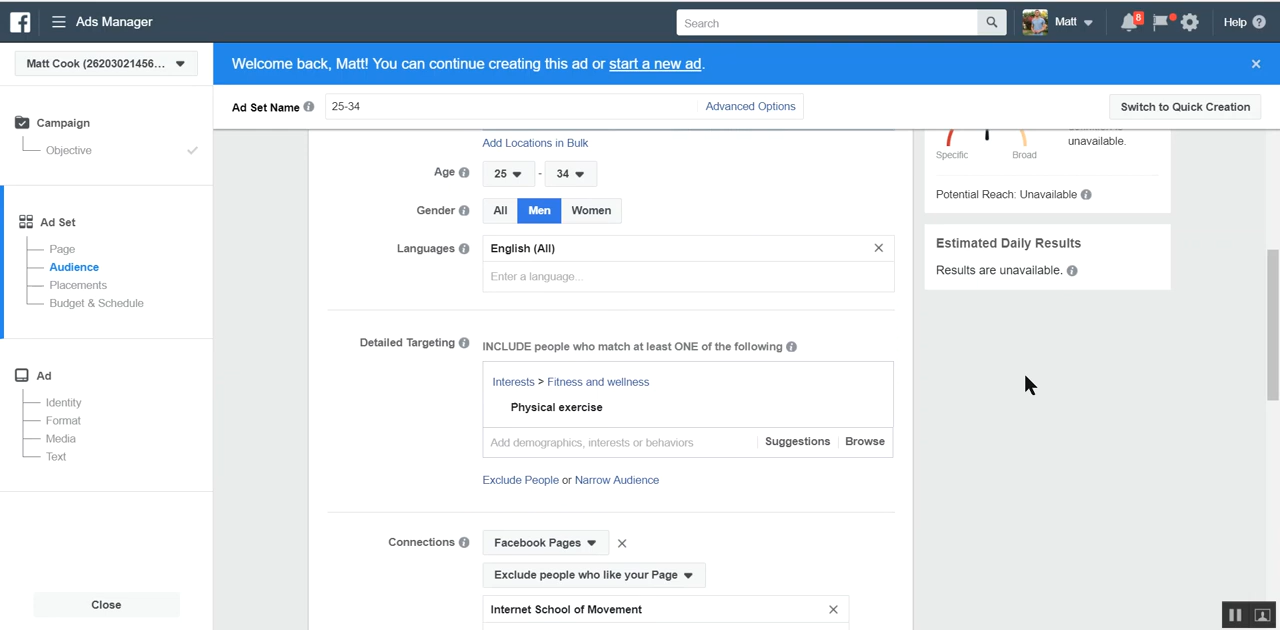 Ads Manager
Search
Matt
8
Help
Matt Cook (26203021456...
Welcome back, Matt! You can continue creating this ad or start a new ad.
Ad Set Name
25-34
Advanced Options
Switch to Quick Creation
Campaign
Objective
Ad Set
Page
Audience
Placements
Budget & Schedule
Ad
Identity
Format
Media
Text
Close
Add Locations in Bulk
Age
25 - 34
Gender
All Men Women
Languages
English (All)
Enter a language...
Detailed Targeting
INCLUDE people who match at least ONE of the following
Interests > Fitness and wellness
Physical exercise
Add demographics, interests or behaviors
Suggestions
Browse
Exclude People or Narrow Audience
Connections
Facebook Pages
Exclude people who like your Page
Internet School of Movement
Specific
Broad
unavailable.
Potential Reach: Unavailable
Estimated Daily Results
Results are unavailable.